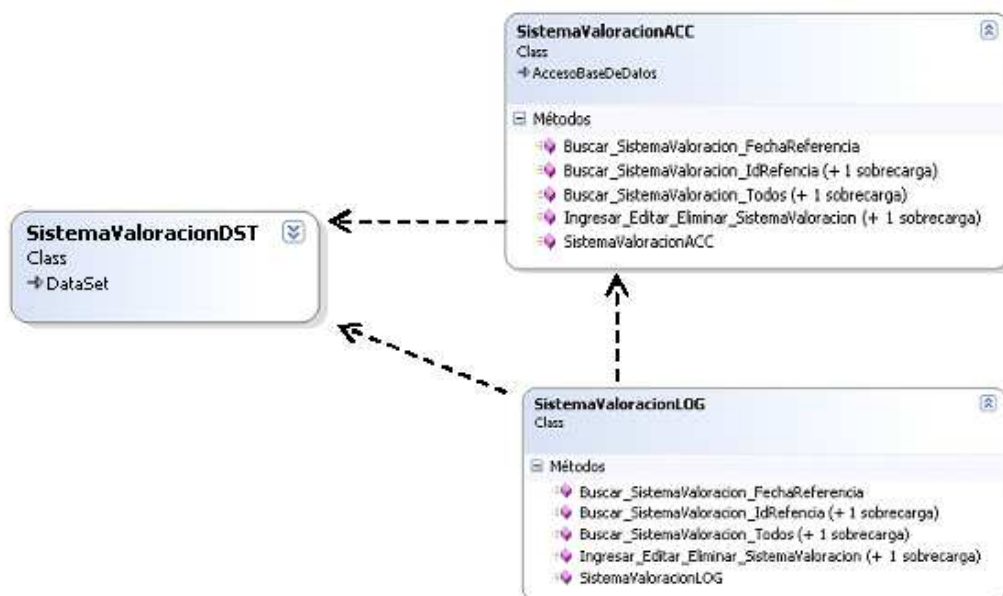 SistemaValoracionACC
Class
AccesoBaseDeDatos
Métodos
Buscar_SistemaValoracion_FechaReferencia
Buscar_SistemaValoracion_IdRefencia (+ 1 sobrecarga)
Buscar_SistemaValoracion_Todos (+ 1 sobrecarga)
Ingresar_Editar_Eliminar_SistemaValoracion (+ 1 sobrecarga)
SistemaValoracionACC
SistemaValoracionDST
Class
DataSet
SistemaValoracionLOG
Class
Métodos
Buscar_SistemaValoracion_FechaReferencia
Buscar_SistemaValoracion_IdRefencia (+ 1 sobrecarga)
Buscar_SistemaValoracion_Todos (+ 1 sobrecarga)
Ingresar_Editar_Eliminar_SistemaValoracion (+ 1 sobrecarga)
SistemaValoracionLOG